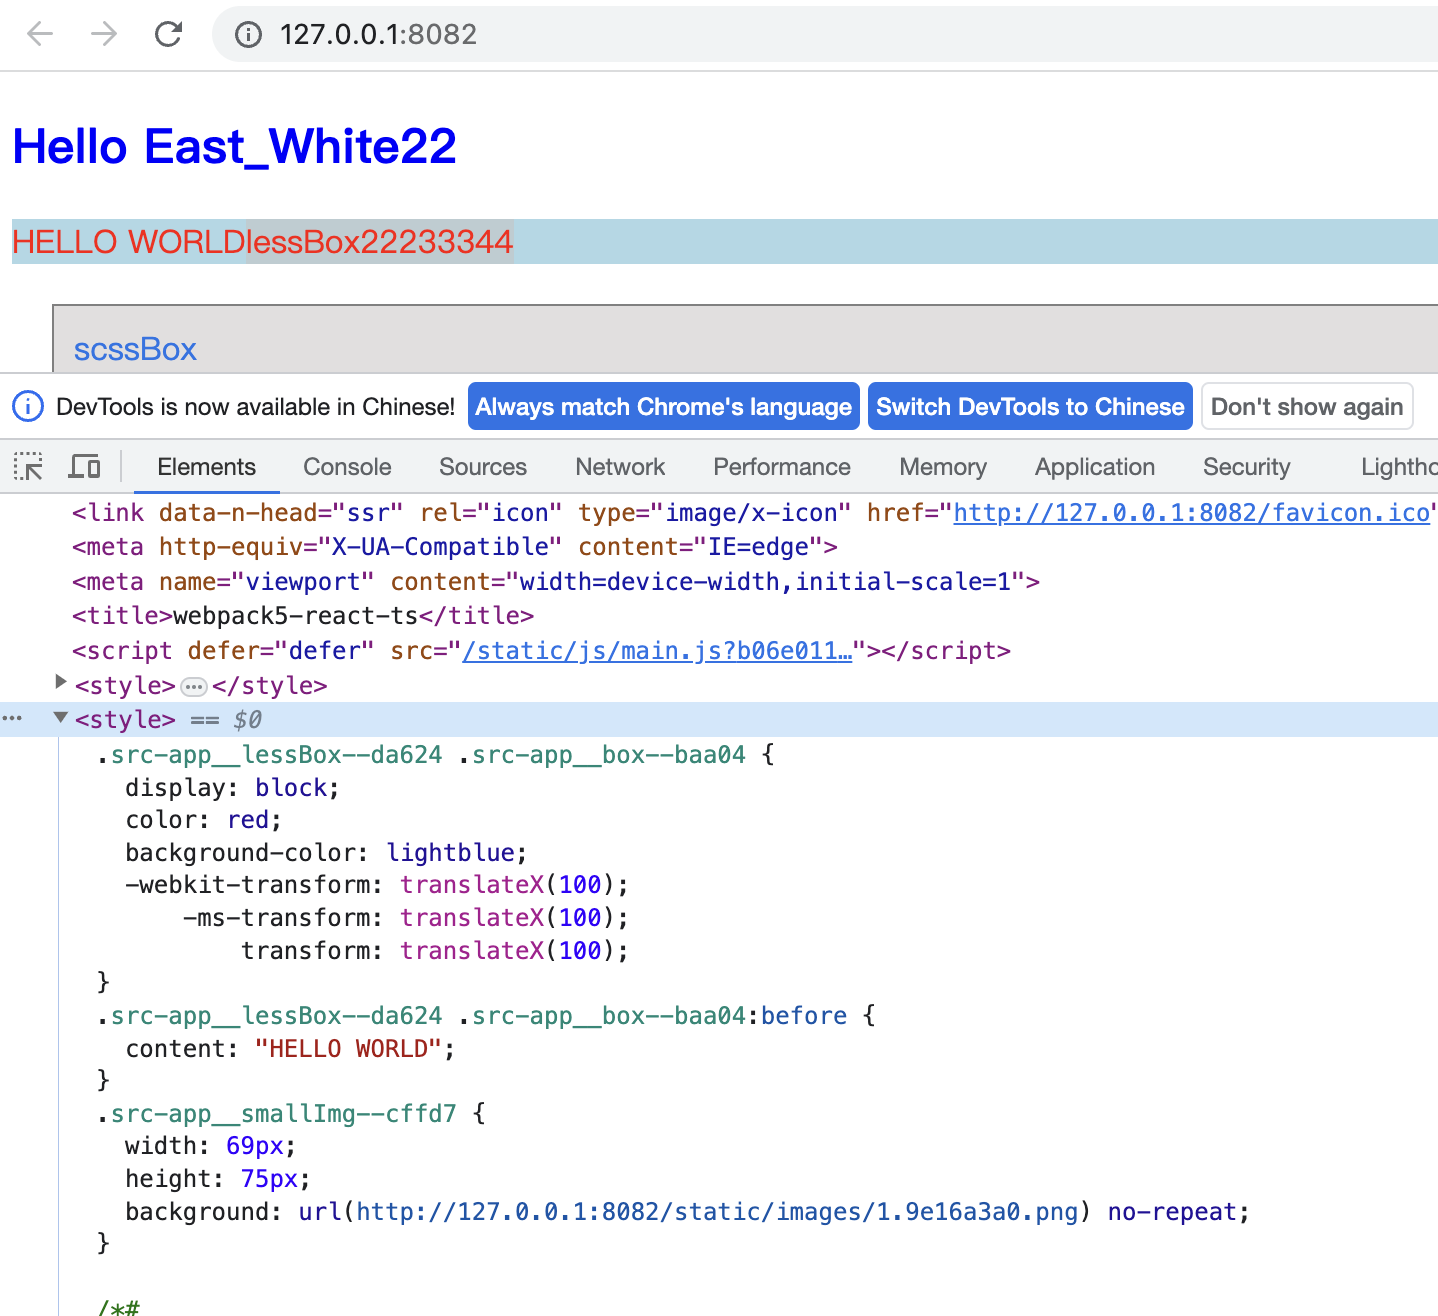 127.0.0.1:8082
Hello East_White22
HELLO WORLDlessBox22233344
scssBox
DevTools is now available in Chinese! Always match Chrome's language Switch DevTools to Chinese Don't show again
Elements Console Sources Network Performance Memory Application Security Lightho
<link data-n-head="ssr" rel="icon" type="image/x-icon" href="http://127.0.0.1:8082/favicon.ico"
<meta http-equiv="X-UA-Compatible" content="IE=edge">
<meta name="viewport" content="width=device-width,initial-scale=1">
<title>webpack5-react-ts</title>
<script defer="defer" src="/static/js/main.js?b06e011…"></script>
<style>…</style>
<style> == $0
.src-app__lessBox--da624 .src-app__box--baa04 {
display: block;
color: red;
background-color: lightblue;
-webkit-transform: translateX(100);
-ms-transform: translateX(100);
transform: translateX(100);
}
.src-app__lessBox--da624 .src-app__box--baa04:before {
content: "HELLO WORLD";
}
.src-app__smallImg--cffd7 {
width: 69px;
height: 75px;
background: url(http://127.0.0.1:8082/static/images/1.9e16a3a0.png) no-repeat;
}
/*#